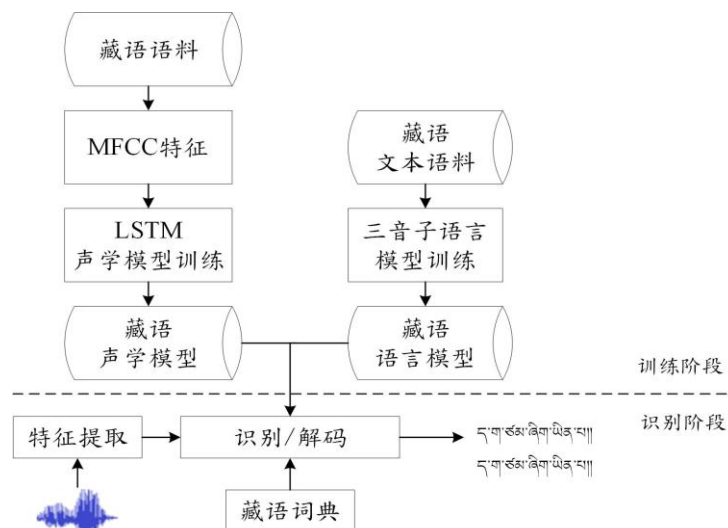 藏语语料
MFCC特征
藏语
文本语料
LSTM
声学模型训练
三音子语言
模型训练
藏语
声学模型
藏语
语言模型
训练阶段
识别阶段
特征提取
识别/解码
ད་ག་ཙམ་ཞིག་ཡིན་པ།།
ད་ག་ཙམ་ཞིག་ཡིན་པ།།
藏语词典